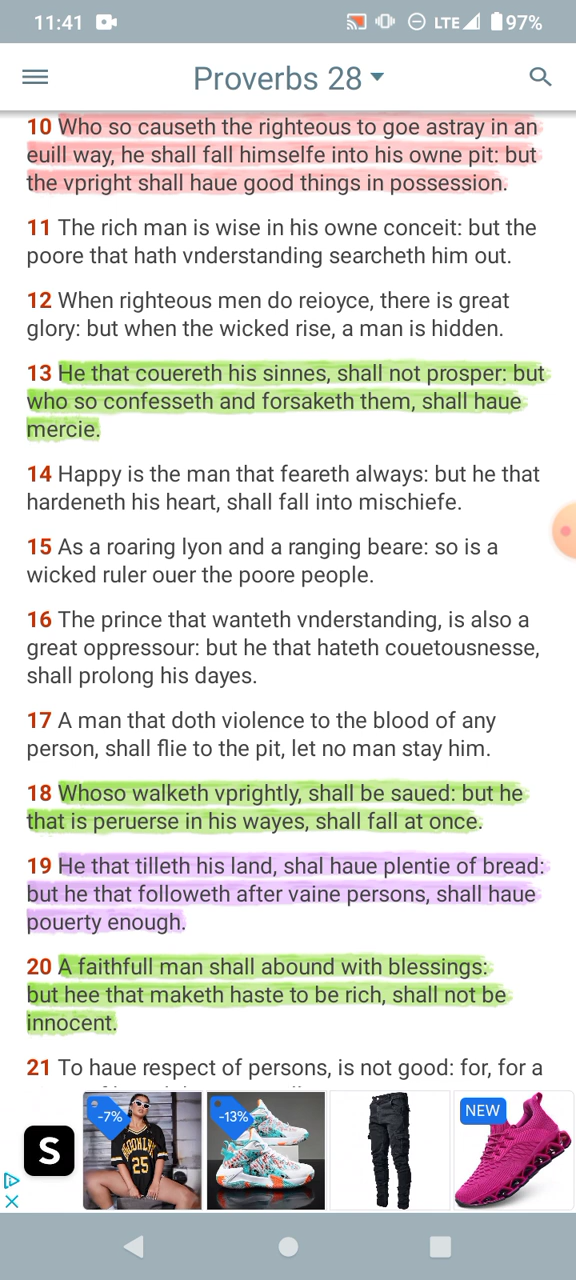 11:41 LTE 97%
Proverbs 28
10 Who so causeth the righteous to goe astray in an
euill way, he shall fall himselfe into his owne pit: but
the vpright shall haue good things in possession.
11 The rich man is wise in his owne conceit: but the
poore that hath vnderstanding searcheth him out.
12 When righteous men do reioyce, there is great
glory: but when the wicked rise, a man is hidden.
13 He that couereth his sinnes, shall not prosper: but
who so confesseth and forsaketh them, shall haue
mercie.
14 Happy is the man that feareth always: but he that
hardeneth his heart, shall fall into mischiefe.
15 As a roaring lyon and a ranging beare: so is a
wicked ruler ouer the poore people.
16 The prince that wanteth vnderstanding, is also a
great oppressour: but he that hateth couetousnesse,
shall prolong his dayes.
17 A man that doth violence to the blood of any
person, shall flie to the pit, let no man stay him.
18 Whoso walketh vprightly, shall be saued: but he
that is peruerse in his wayes, shall fall at once.
19 He that tilleth his land, shal haue plentie of bread:
but he that followeth after vaine persons, shall haue
pouerty enough.
20 A faithfull man shall abound with blessings:
but hee that maketh haste to be rich, shall not be
innocent.
21 To haue respect of persons, is not good: for, for a
S -7% -13% NEW
BROOKLYN
25